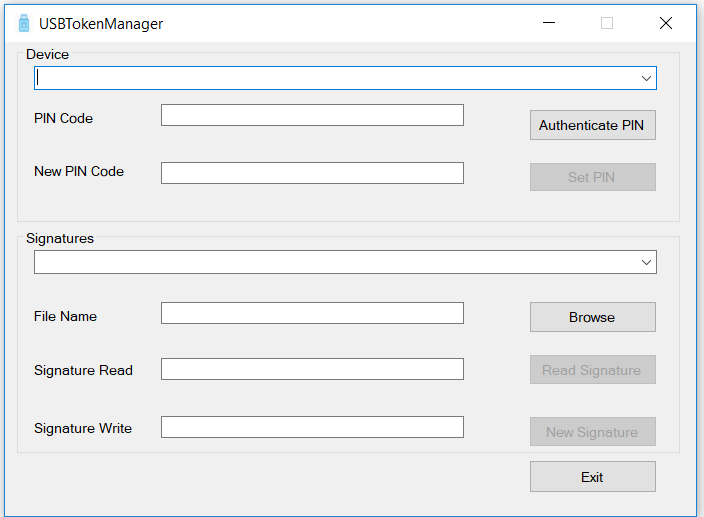 USBTokenManager
Device
PIN Code
Authenticate PIN
New PIN Code
Set PIN
Signatures
File Name
Browse
Signature Read
Read Signature
Signature Write
New Signature
Exit